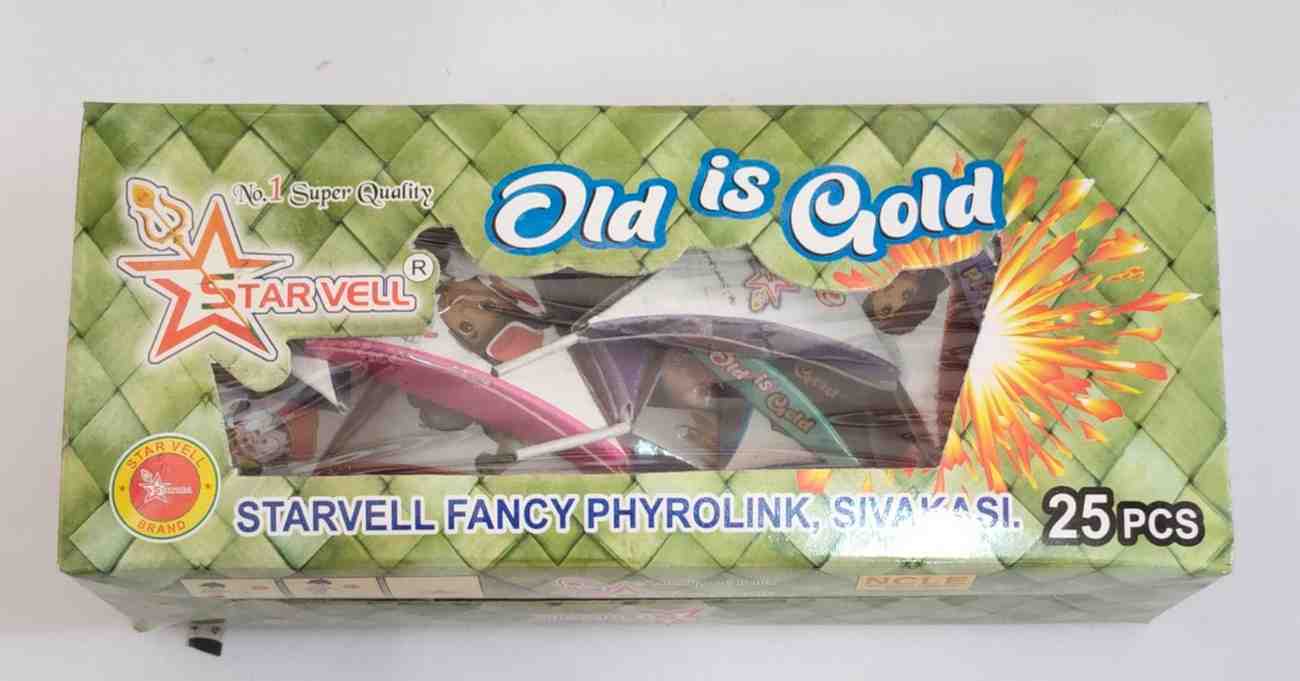 No.1 Super Quality
Old is Gold
STAR VELL ®
Old is Gold
STAR VELL
BRAND
STARVELL FANCY PHYROLINK, SIVAKASI.
25 PCS
NCLE